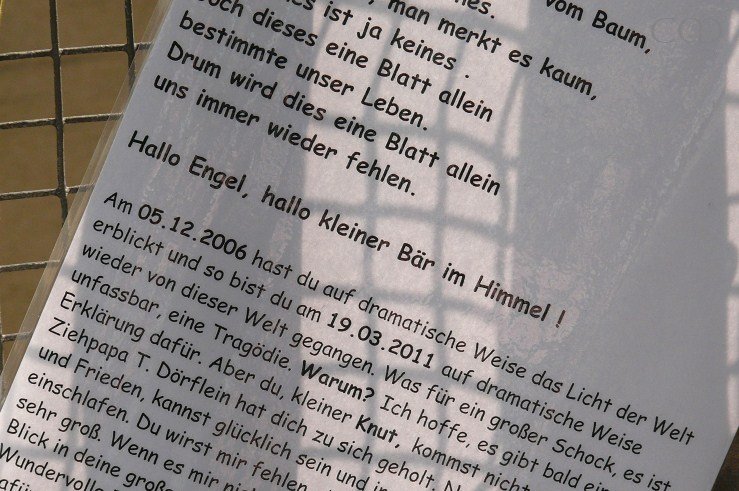 vom Baum,
, man merkt es kaum,
ist ja keines .
dieses eine Blatt allein
bestimmte unser Leben.
Drum wird dies eine Blatt allein
uns immer wieder fehlen.
Hallo Engel, hallo kleiner Bär im Himmel !
Am 05.12.2006 hast du auf dramatische Weise das Licht der Welt
erblickt und so bist du am 19.03.2011 auf dramatische Weise
wieder von dieser Welt gegangen. Was für ein großer Schock, es ist
unfassbar, eine Tragödie. Warum? Ich hoffe, es gibt bald ein
Erklärung dafür. Aber du, kleiner Knut, kommst nicht
Ziehpapa T. Dörflein hat dich zu sich geholt.
und Frieden, kannst glücklich sein und in
einschlafen. Du wirst mir fehlen
sehr groß. Wenn es mir
Blick in deine große
Wundervolle